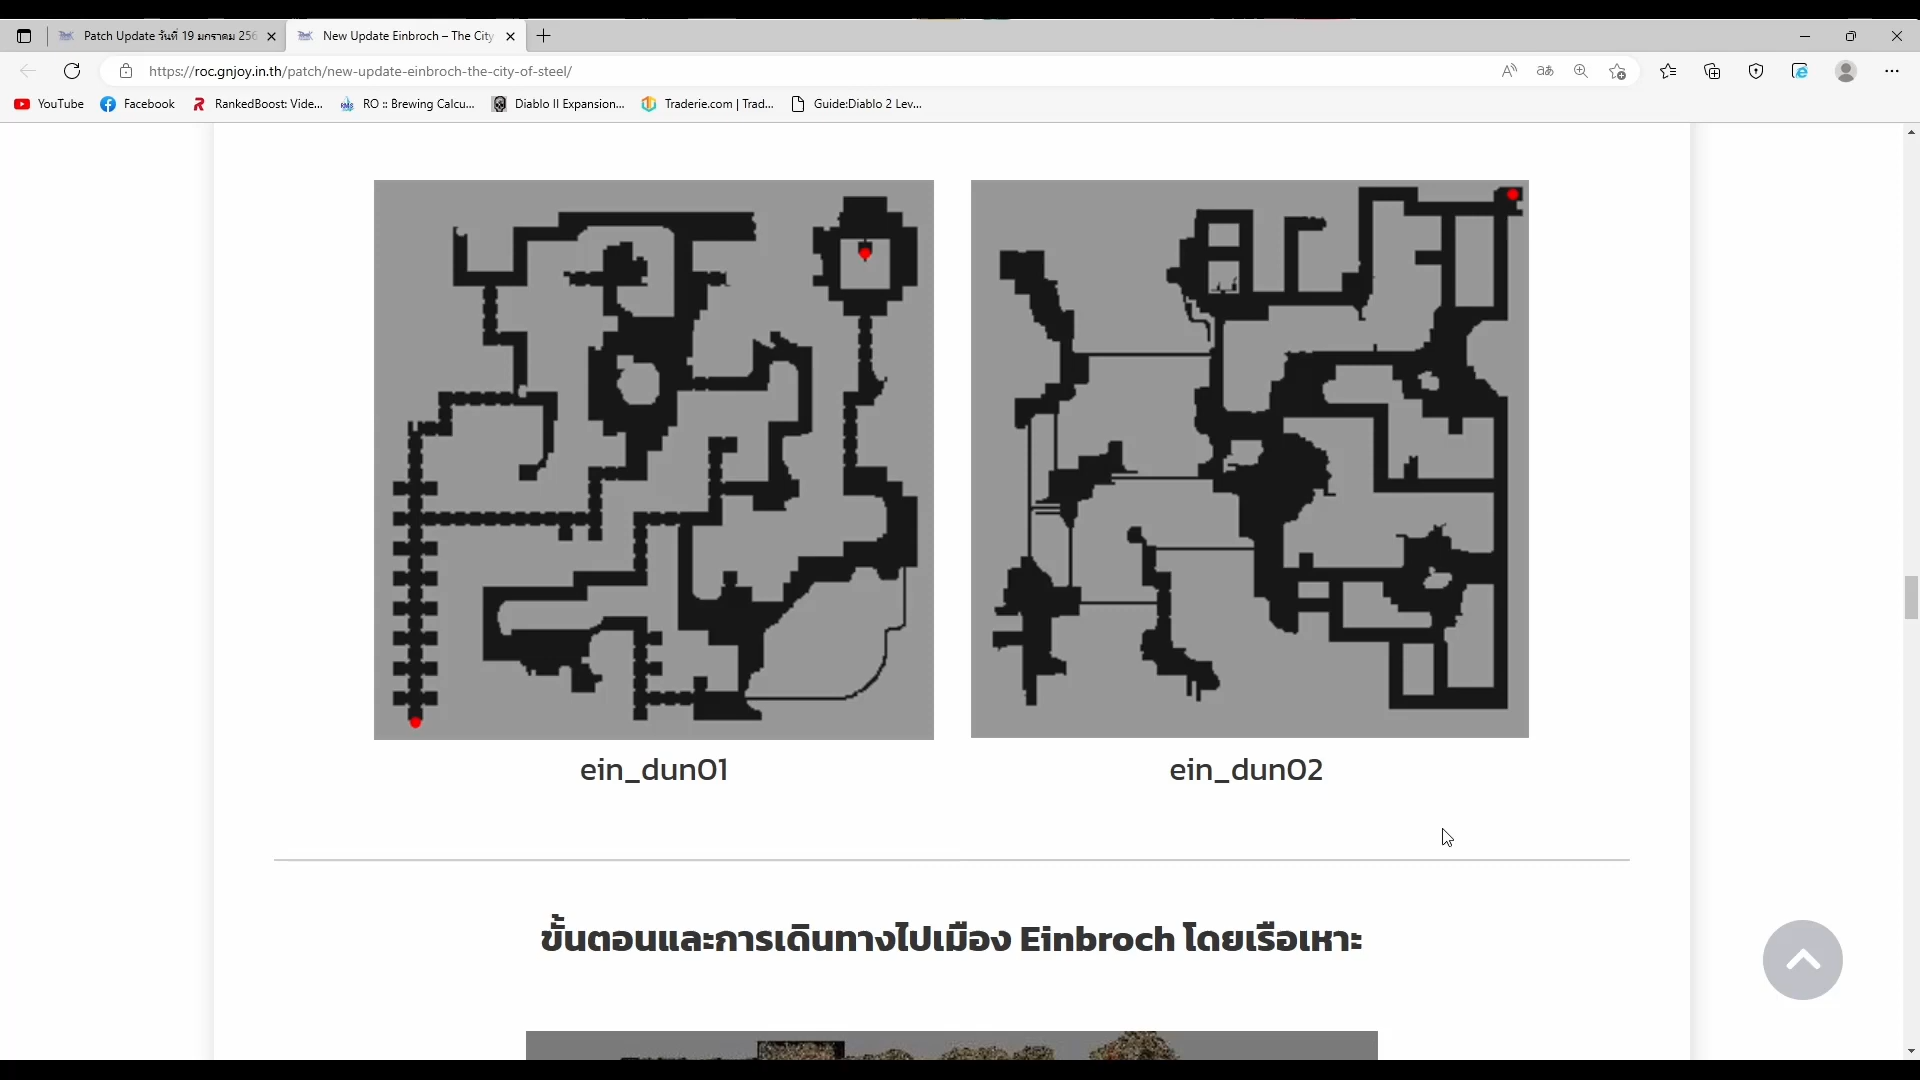 Patch Update วันที่ 19 มกราคม 256
New Update Einbroch – The City
https://roc.gnjoy.in.th/patch/new-update-einbroch-the-city-of-steel/
YouTube
Facebook
RankedBoost: Vide...
RO :: Brewing Calcu...
Diablo II Expansion...
Traderie.com | Trad...
Guide:Diablo 2 Lev...
ein_dun01
ein_dun02
ขั้นตอนและการเดินทางไปเมือง Einbroch โดยเรือเหาะ